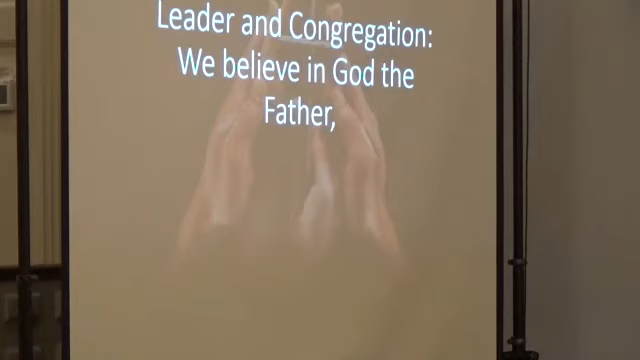 Leader and Congregation:
We believe in God the
Father,